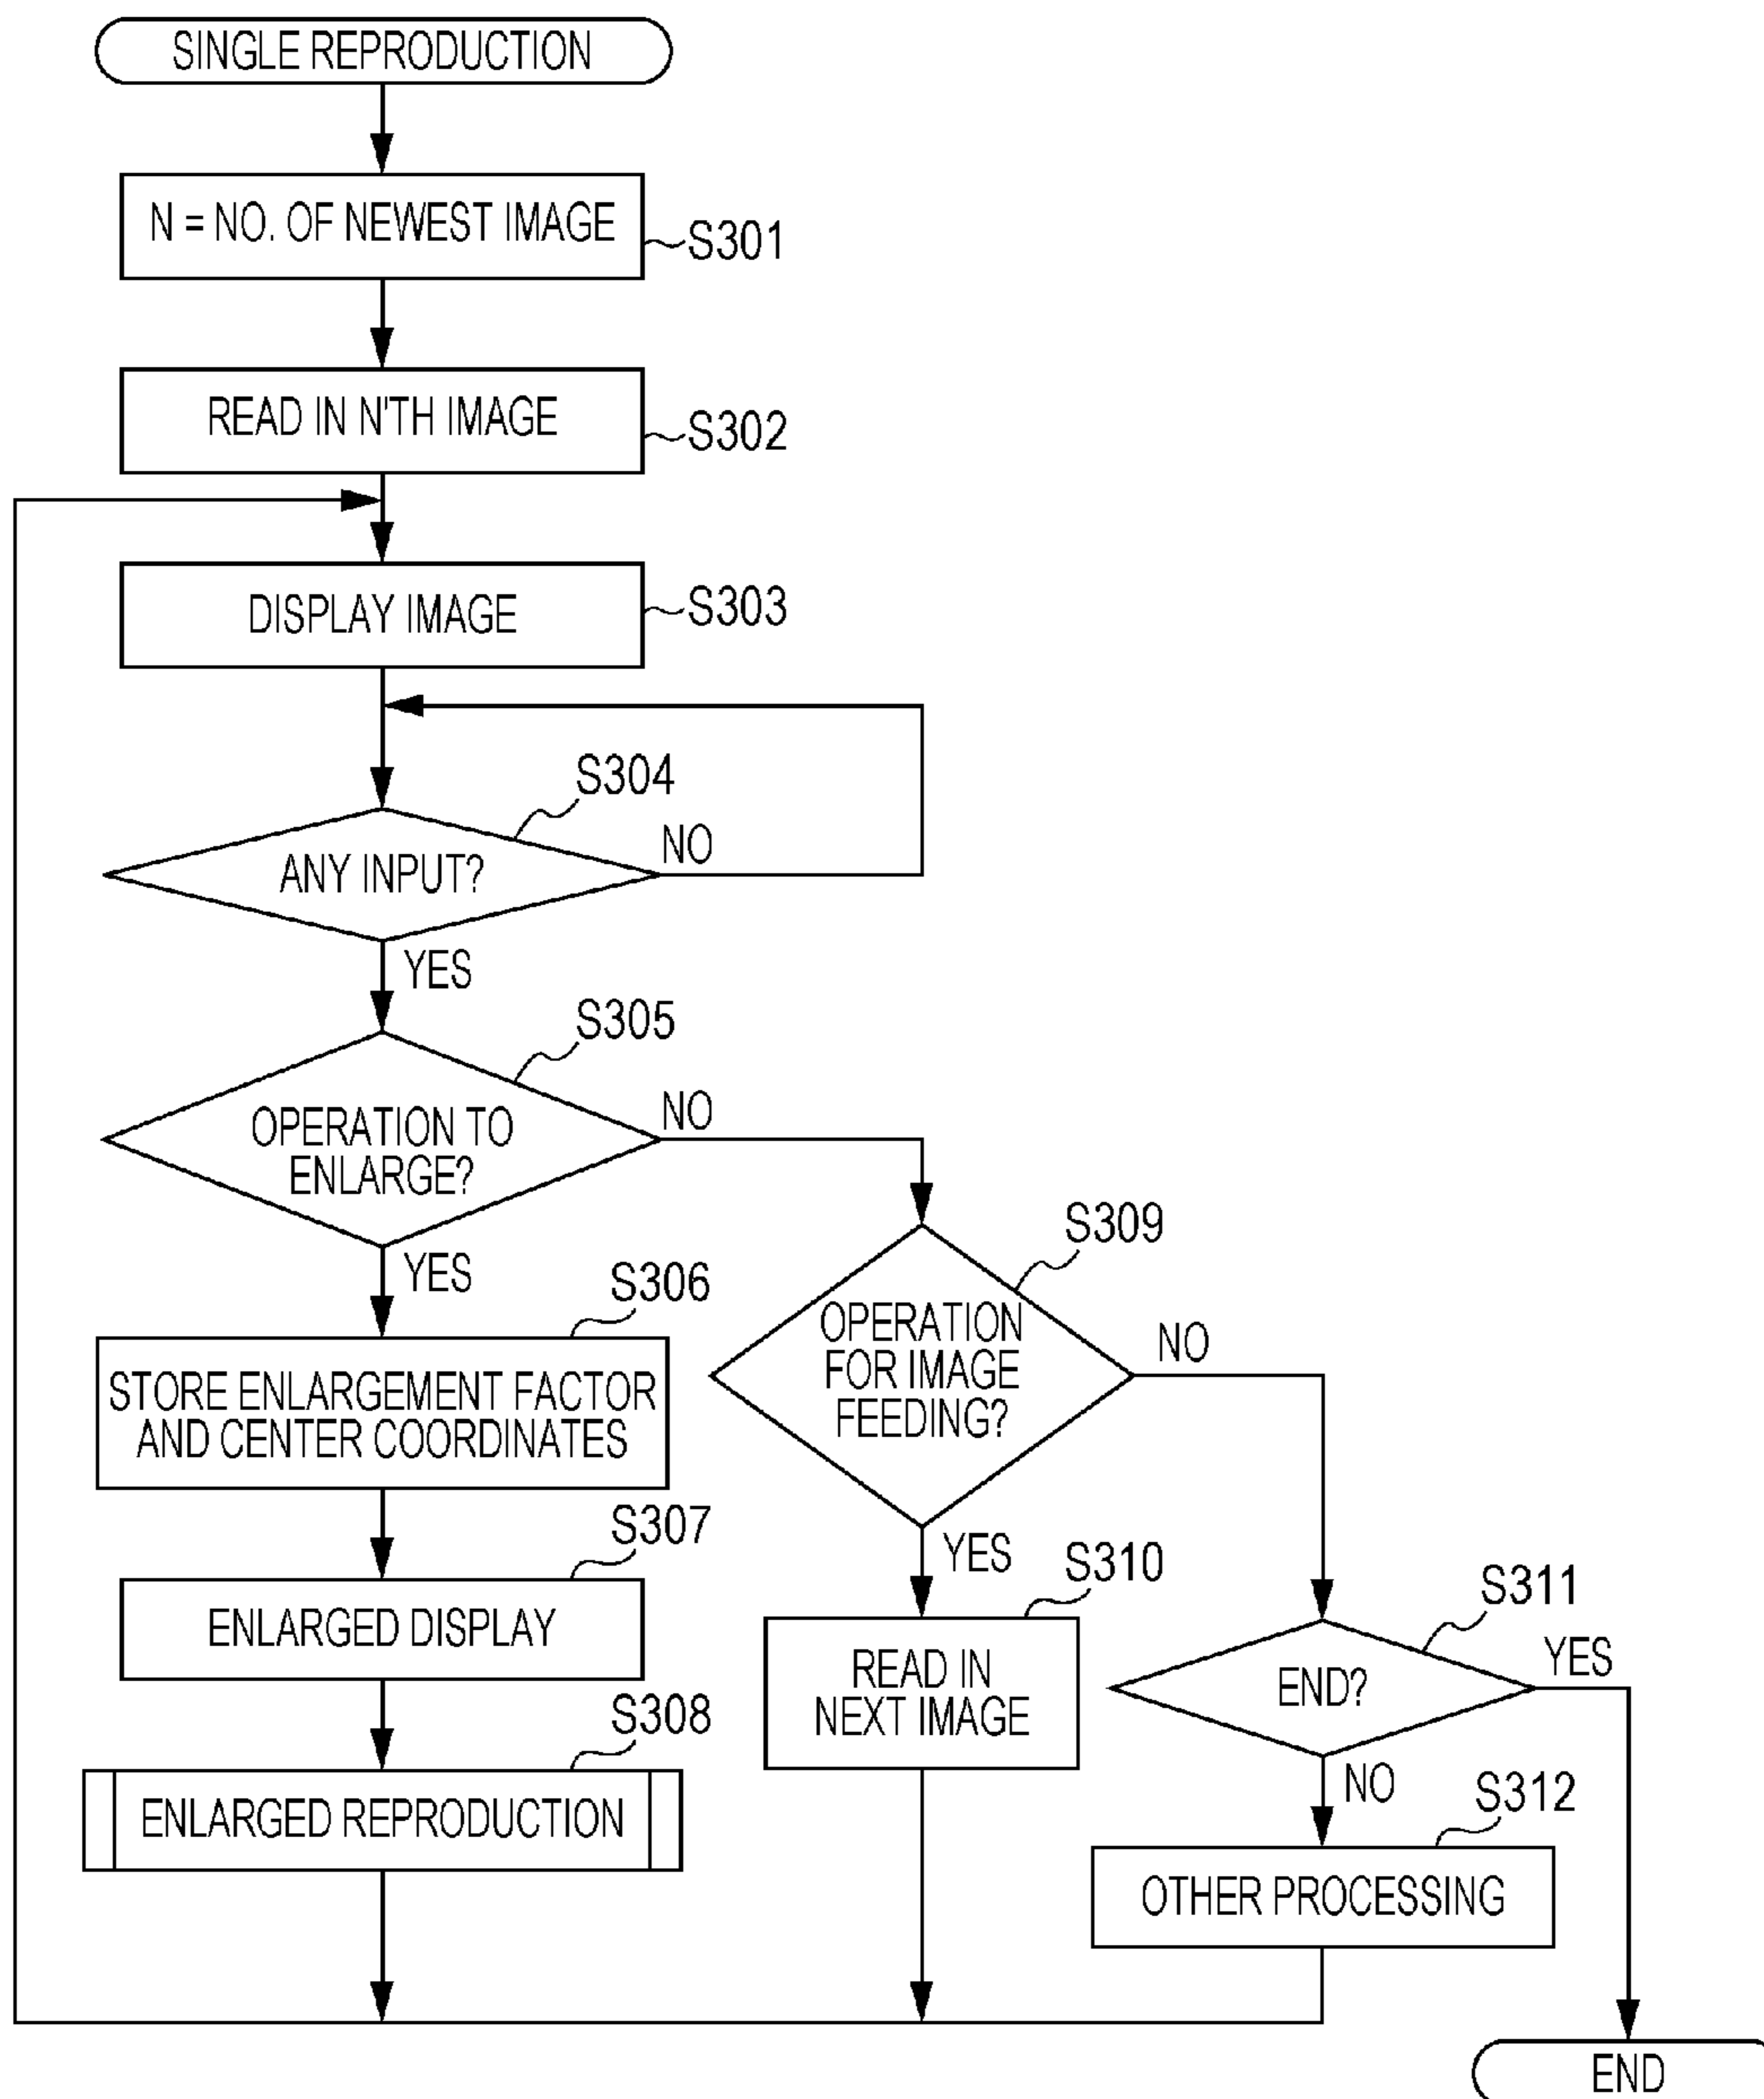 SINGLE REPRODUCTION
N = NO. OF NEWEST IMAGE
S301
READ IN N'TH IMAGE
S302
DISPLAY IMAGE
S303
S304
ANY INPUT?
NO
YES
S305
OPERATION TO
ENLARGE?
NO
YES
S306
STORE ENLARGEMENT FACTOR
AND CENTER COORDINATES
S307
ENLARGED DISPLAY
S308
ENLARGED REPRODUCTION
S309
OPERATION
FOR IMAGE
FEEDING?
NO
YES
S310
READ IN
NEXT IMAGE
S311
END?
YES
NO
S312
OTHER PROCESSING
END